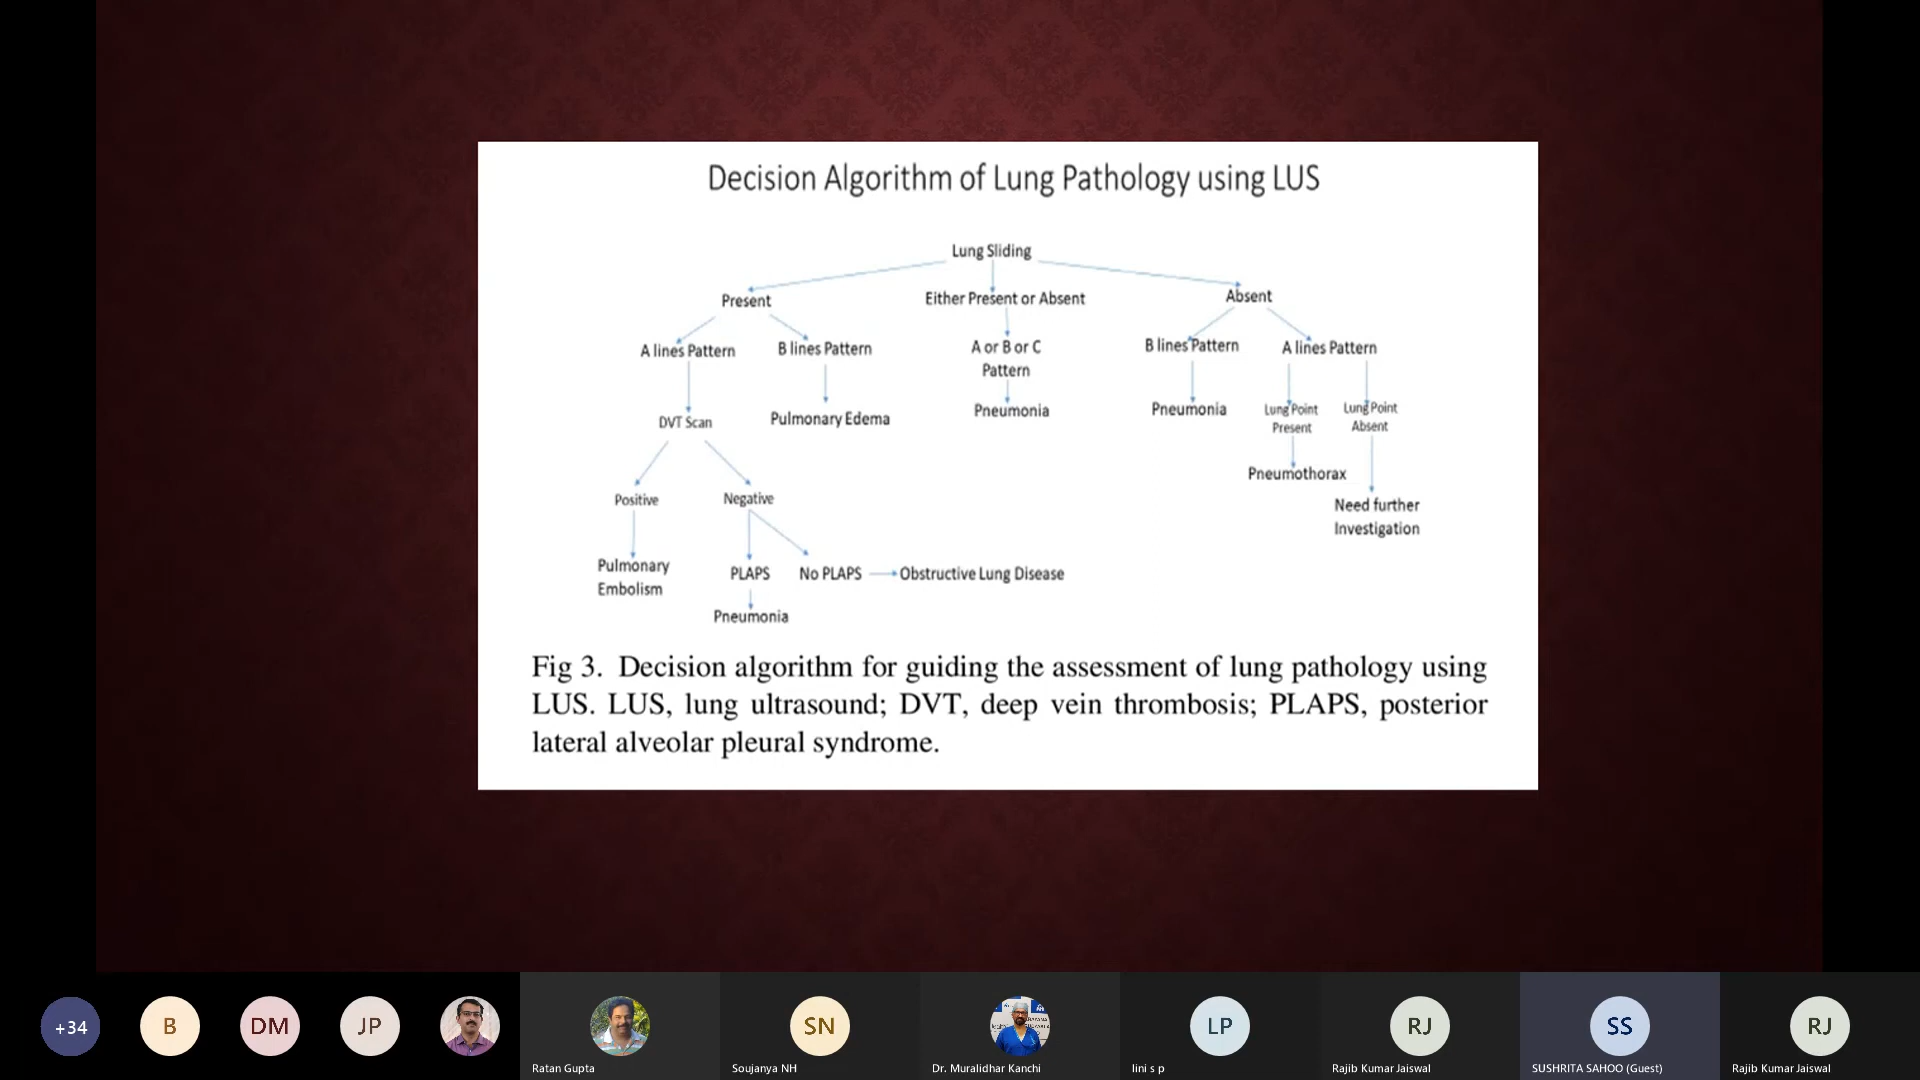 Decision Algorithm of Lung Pathology using LUS
Lung Sliding
Present
Either Present or Absent
Absent
A lines Pattern
B lines Pattern
A or B or C
Pattern
B lines Pattern
A lines Pattern
DVT Scan
Pulmonary Edema
Pneumonia
Pneumonia
Lung Point
Present
Lung Point
Absent
Pneumothorax
Need further
Investigation
Positive
Negative
Pulmonary
Embolism
PLAPS
No PLAPS
Obstructive Lung Disease
Pneumonia
Fig 3. Decision algorithm for guiding the assessment of lung pathology using
LUS. LUS, lung ultrasound; DVT, deep vein thrombosis; PLAPS, posterior
lateral alveolar pleural syndrome.
+34
B
DM
JP
SN
LP
RJ
SS
RJ
Ratan Gupta
Soujanya NH
Dr. Muralidhar Kanchi
lini s p
Rajib Kumar Jaiswal
SUSHRITA SAHOO (Guest)
Rajib Kumar Jaiswal